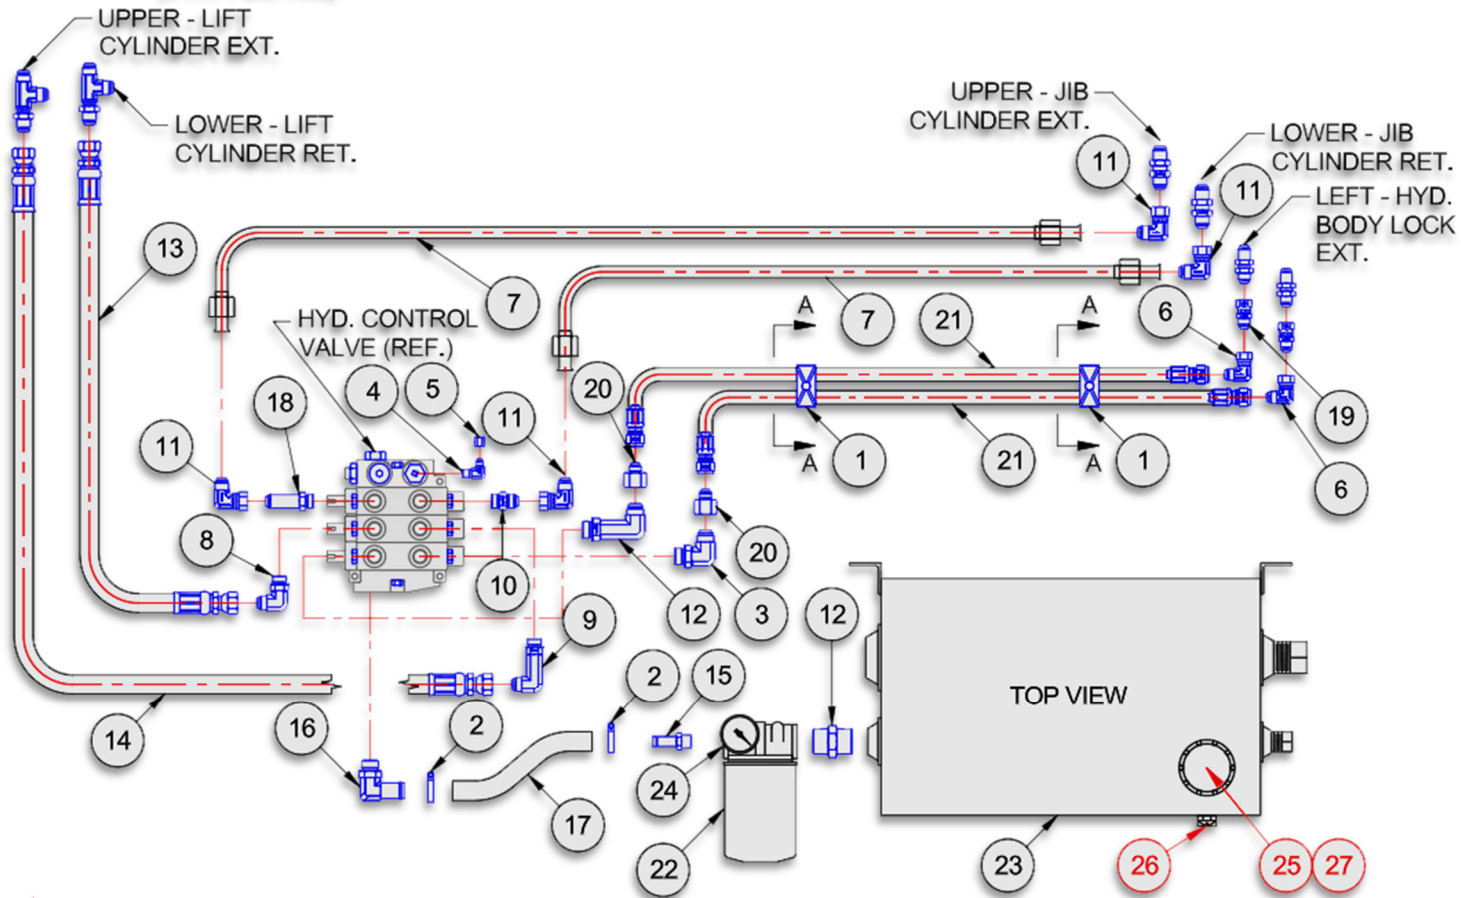 UPPER - LIFT
CYLINDER EXT.
LOWER - LIFT
CYLINDER RET.
UPPER - JIB
CYLINDER EXT.
LOWER - JIB
CYLINDER RET.
LEFT - HYD.
BODY LOCK
EXT.
11
11
13
7
7
21
6
A
A
HYD. CONTROL
VALVE (REF.)
4
5
20
18
11
11
19
A
1
21
A
1
6
8
10
20
12
3
12
9
2
15
TOP VIEW
14
16
2
24
17
22
23
26
25
27